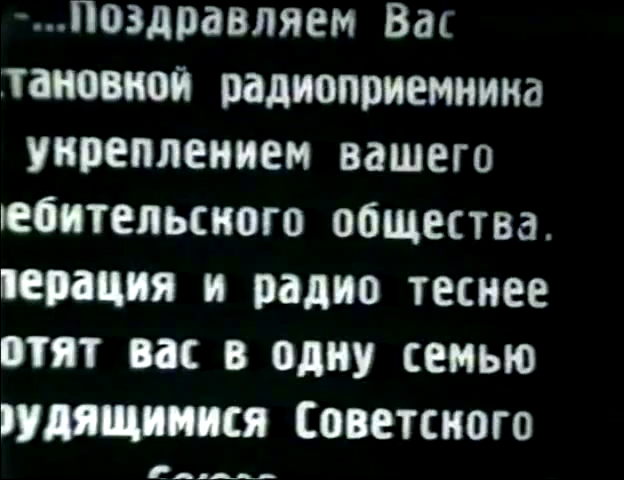 -...Поздравляем Вас
тановкой радиоприемника
укреплением вашего
ебительского общества.
перация и радио теснее
отят вас в одну семью
рудящимися Советского